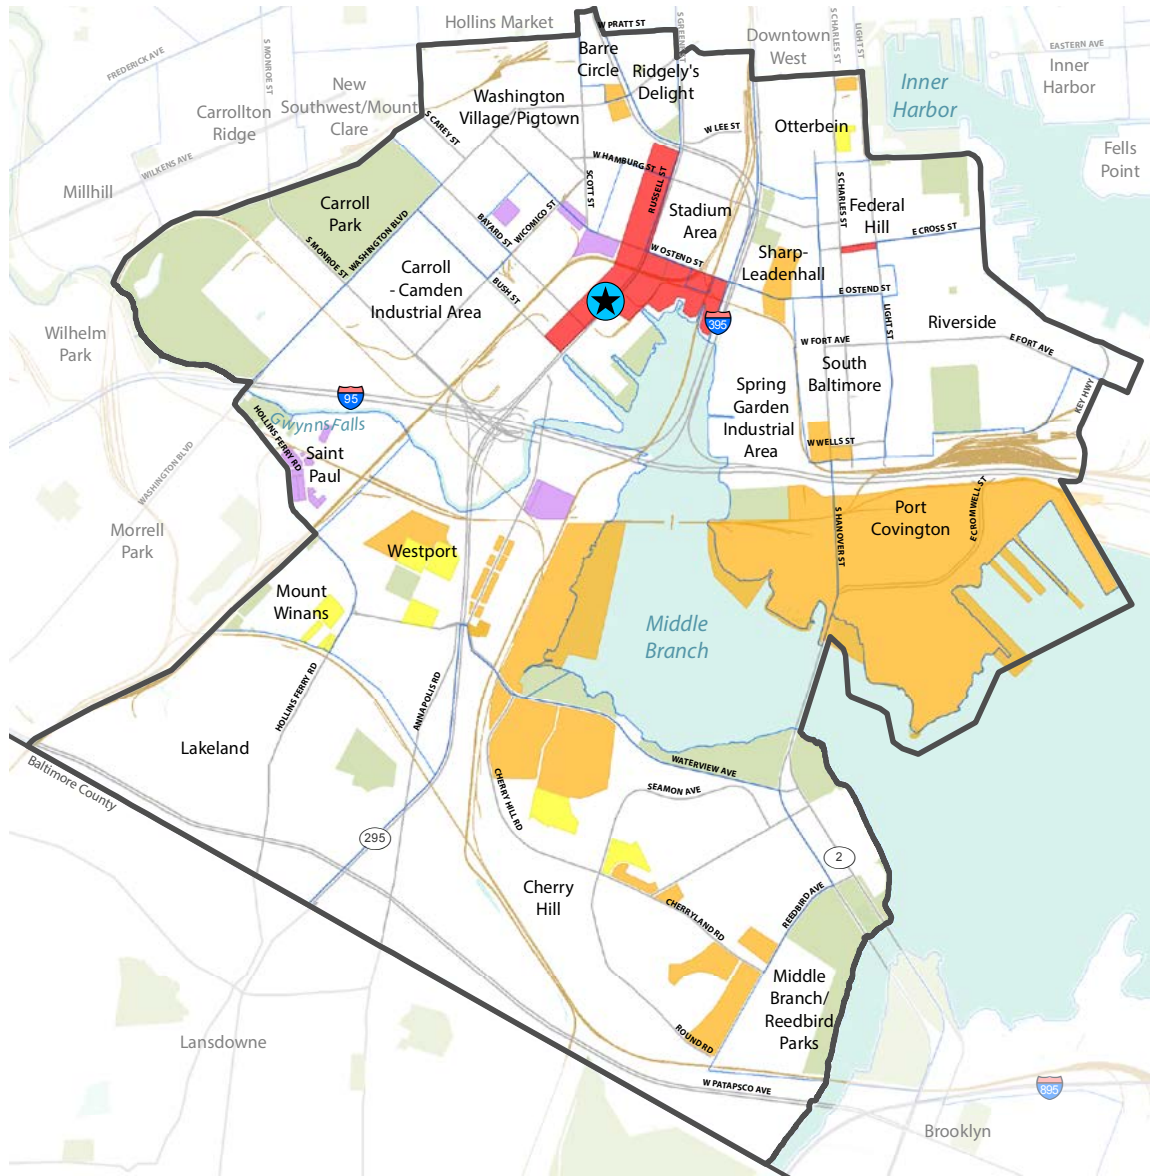 Hollins Market
W PRATT ST
S GREENE ST
Downtown
West
S CHARLES ST
LIGHT ST
EASTERN AVE
Inner
Harbor
FREDERICK AVE
S MONROE ST
Barre
Circle
Ridgely's
Delight
Inner
Harbor
New
Southwest/Mount
Clare
Carrollton
Ridge
Washington
Village/Pigtown
S CAREY ST
W LEE ST
Otterbein
Fells
Point
WILKENS AVE
Millhill
W HAMBURG ST
SCOTT ST
RUSSELL ST
S CHARLES ST
Federal
Hill
E CROSS ST
Carroll
Park
S MONROE ST
WASHINGTON BLVD
BAYARD ST
WICOMICO ST
Stadium
Area
W OSTEND ST
Sharp-
Leadenhall
Carroll
- Camden
Industrial Area
BUSH ST
E OSTEND ST
LIGHT ST
Riverside
395
Wilhelm
Park
W FORT AVE
E FORT AVE
South
Baltimore
KEY HWY
95
Spring
Garden
Industrial
Area
Gwynns Falls
HOLLINS FERRY RD
Saint
Paul
W WELLS ST
WASHINGTON BLVD
Morrell
Park
Port
Covington
S HANOVER ST
E CROMWELL ST
Westport
Mount
Winans
Middle
Branch
HOLLINS FERRY RD
ANNAPOLIS RD
Lakeland
Baltimore County
WATERVIEW AVE
SEAMON AVE
CHERRY HILL RD
295
2
Cherry
Hill
CHERRYLAND RD
REEDBIRD AVE
Middle
Branch/
Reedbird
Parks
ROUND RD
Lansdowne
W PATAPSCO AVE
895
Brooklyn